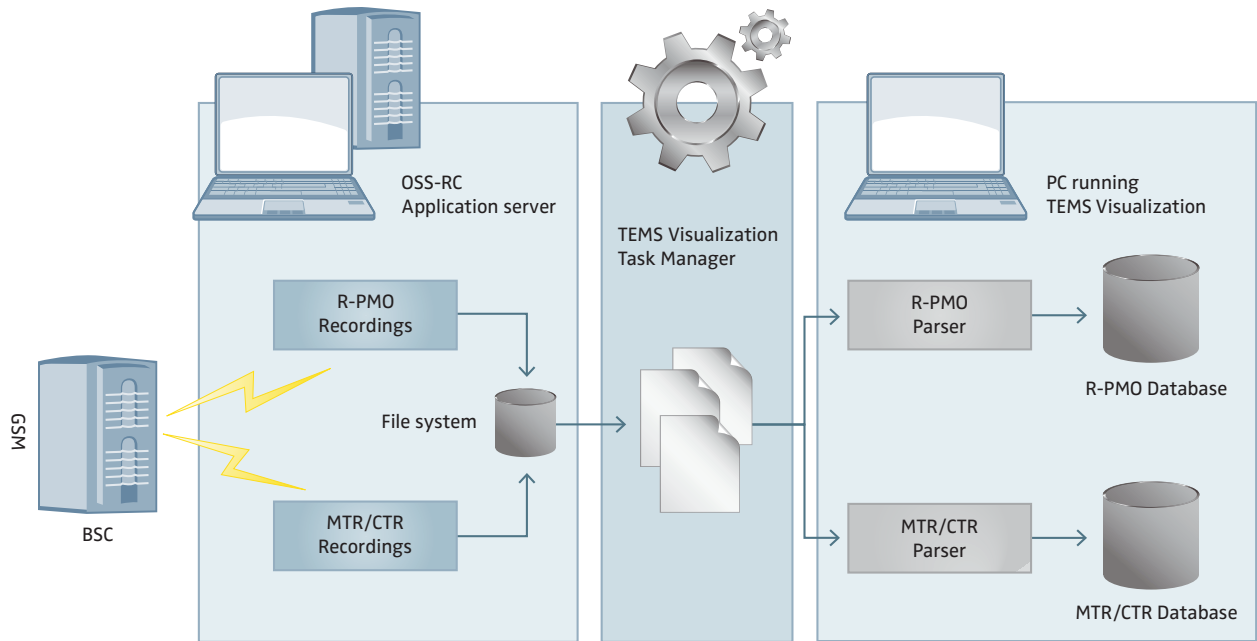 OSS-RC
Application server
PC running
TEMS Visualization
TEMS Visualization
Task Manager
R-PMO
Recordings
R-PMO
Parser
R-PMO Database
File system
GSM
BSC
MTR/CTR
Recordings
MTR/CTR
Parser
MTR/CTR Database